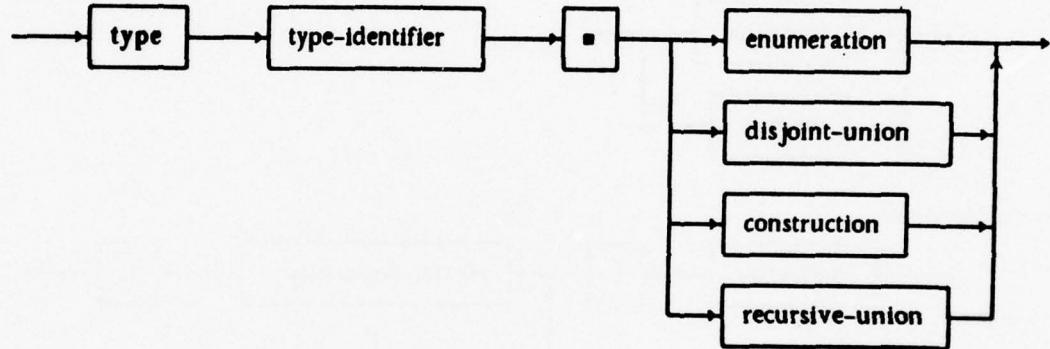 type type-identifier = enumeration
disjoint-union
construction
recursive-union